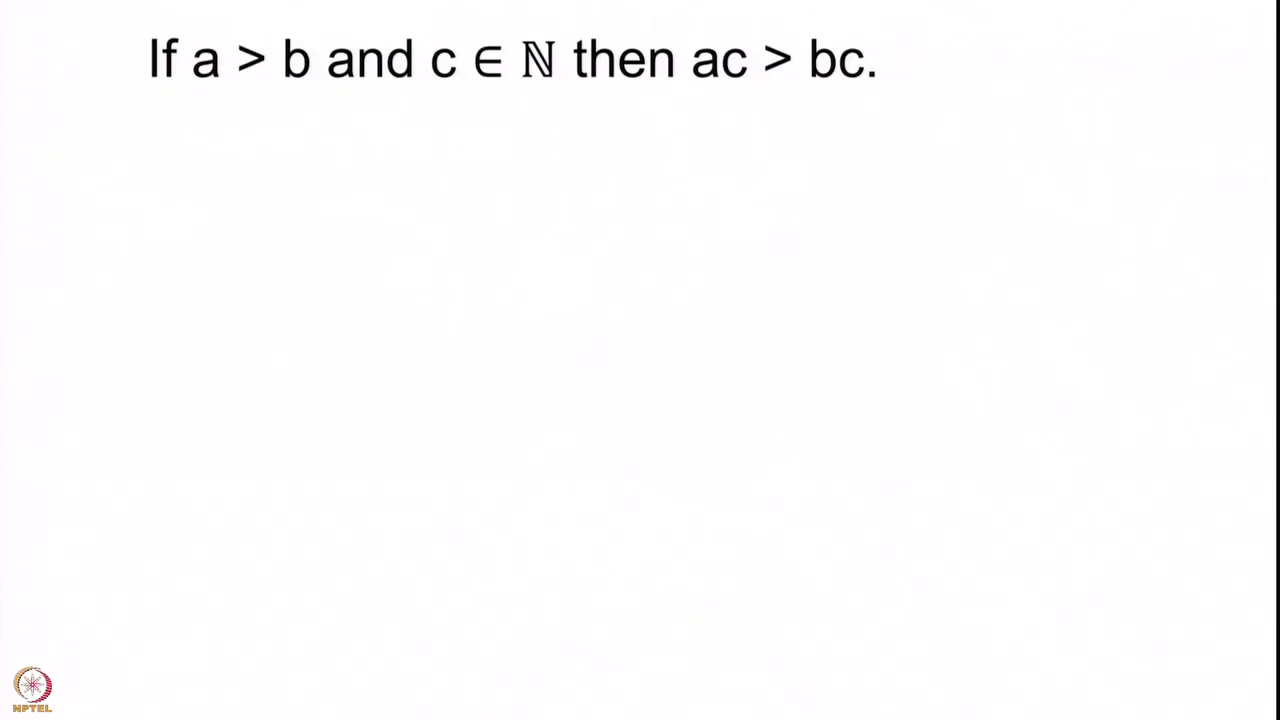 If a > b and c ∈ ℕ then ac > bc.
NPTEL